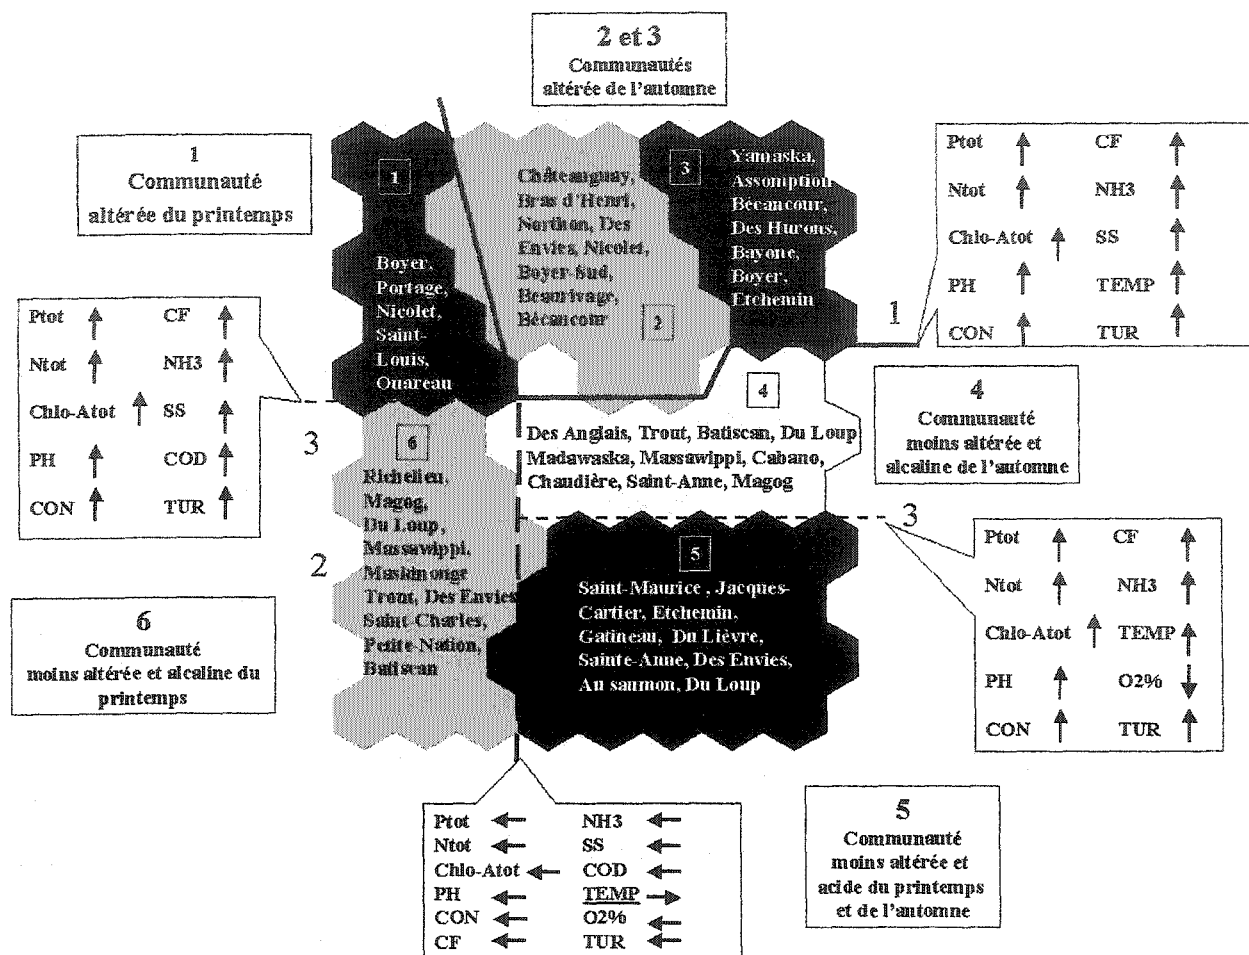 2 et 3
Communautés
altérée de l'automne
1
Communauté
altérée du printemps
1
Boyer,
Portage,
Nicolet,
Saint-
Louis,
Ouareau
Châteauguay,
Bras d'Henri,
Northon, Des
Envies, Nicolet,
Boyer-Sud,
Beaurivage,
Bécancour
2
3
Yamaska,
Assomption
Bécancour,
Des Hurons,
Bayone,
Boyer,
Etchemin
1
Ptot CF
Ntot NH3
Chlo-Atot SS
PH TEMP
CON TUR
Ptot CF
Ntot NH3
Chlo-Atot SS
PH COD
CON TUR
3
4
Des Anglais, Trout, Batiscan, Du Loup
Madawaska, Massawippi, Cabano,
Chaudière, Saint-Anne, Magog
4
Communauté
moins altérée et
alcaline de l'automne
6
Richelieu,
Magog,
Du Loup,
Massawippi,
Maskinonge
Trout, Des Envies
Saint-Charles,
Petite-Nation,
Batiscan
2
3
5
Saint-Maurice, Jacques-
Cartier, Etchemin,
Gatineau, Du Lièvre,
Sainte-Anne, Des Envies,
Au saumon, Du Loup
Ptot CF
Ntot NH3
Chlo-Atot TEMP
PH O2%
CON TUR
6
Communauté
moins altérée et alcaline du
printemps
Ptot NH3
Ntot SS
Chlo-Atot COD
PH TEMP
CON O2%
CF TUR
5
Communauté
moins altérée et
acide du printemps
et de l'automne